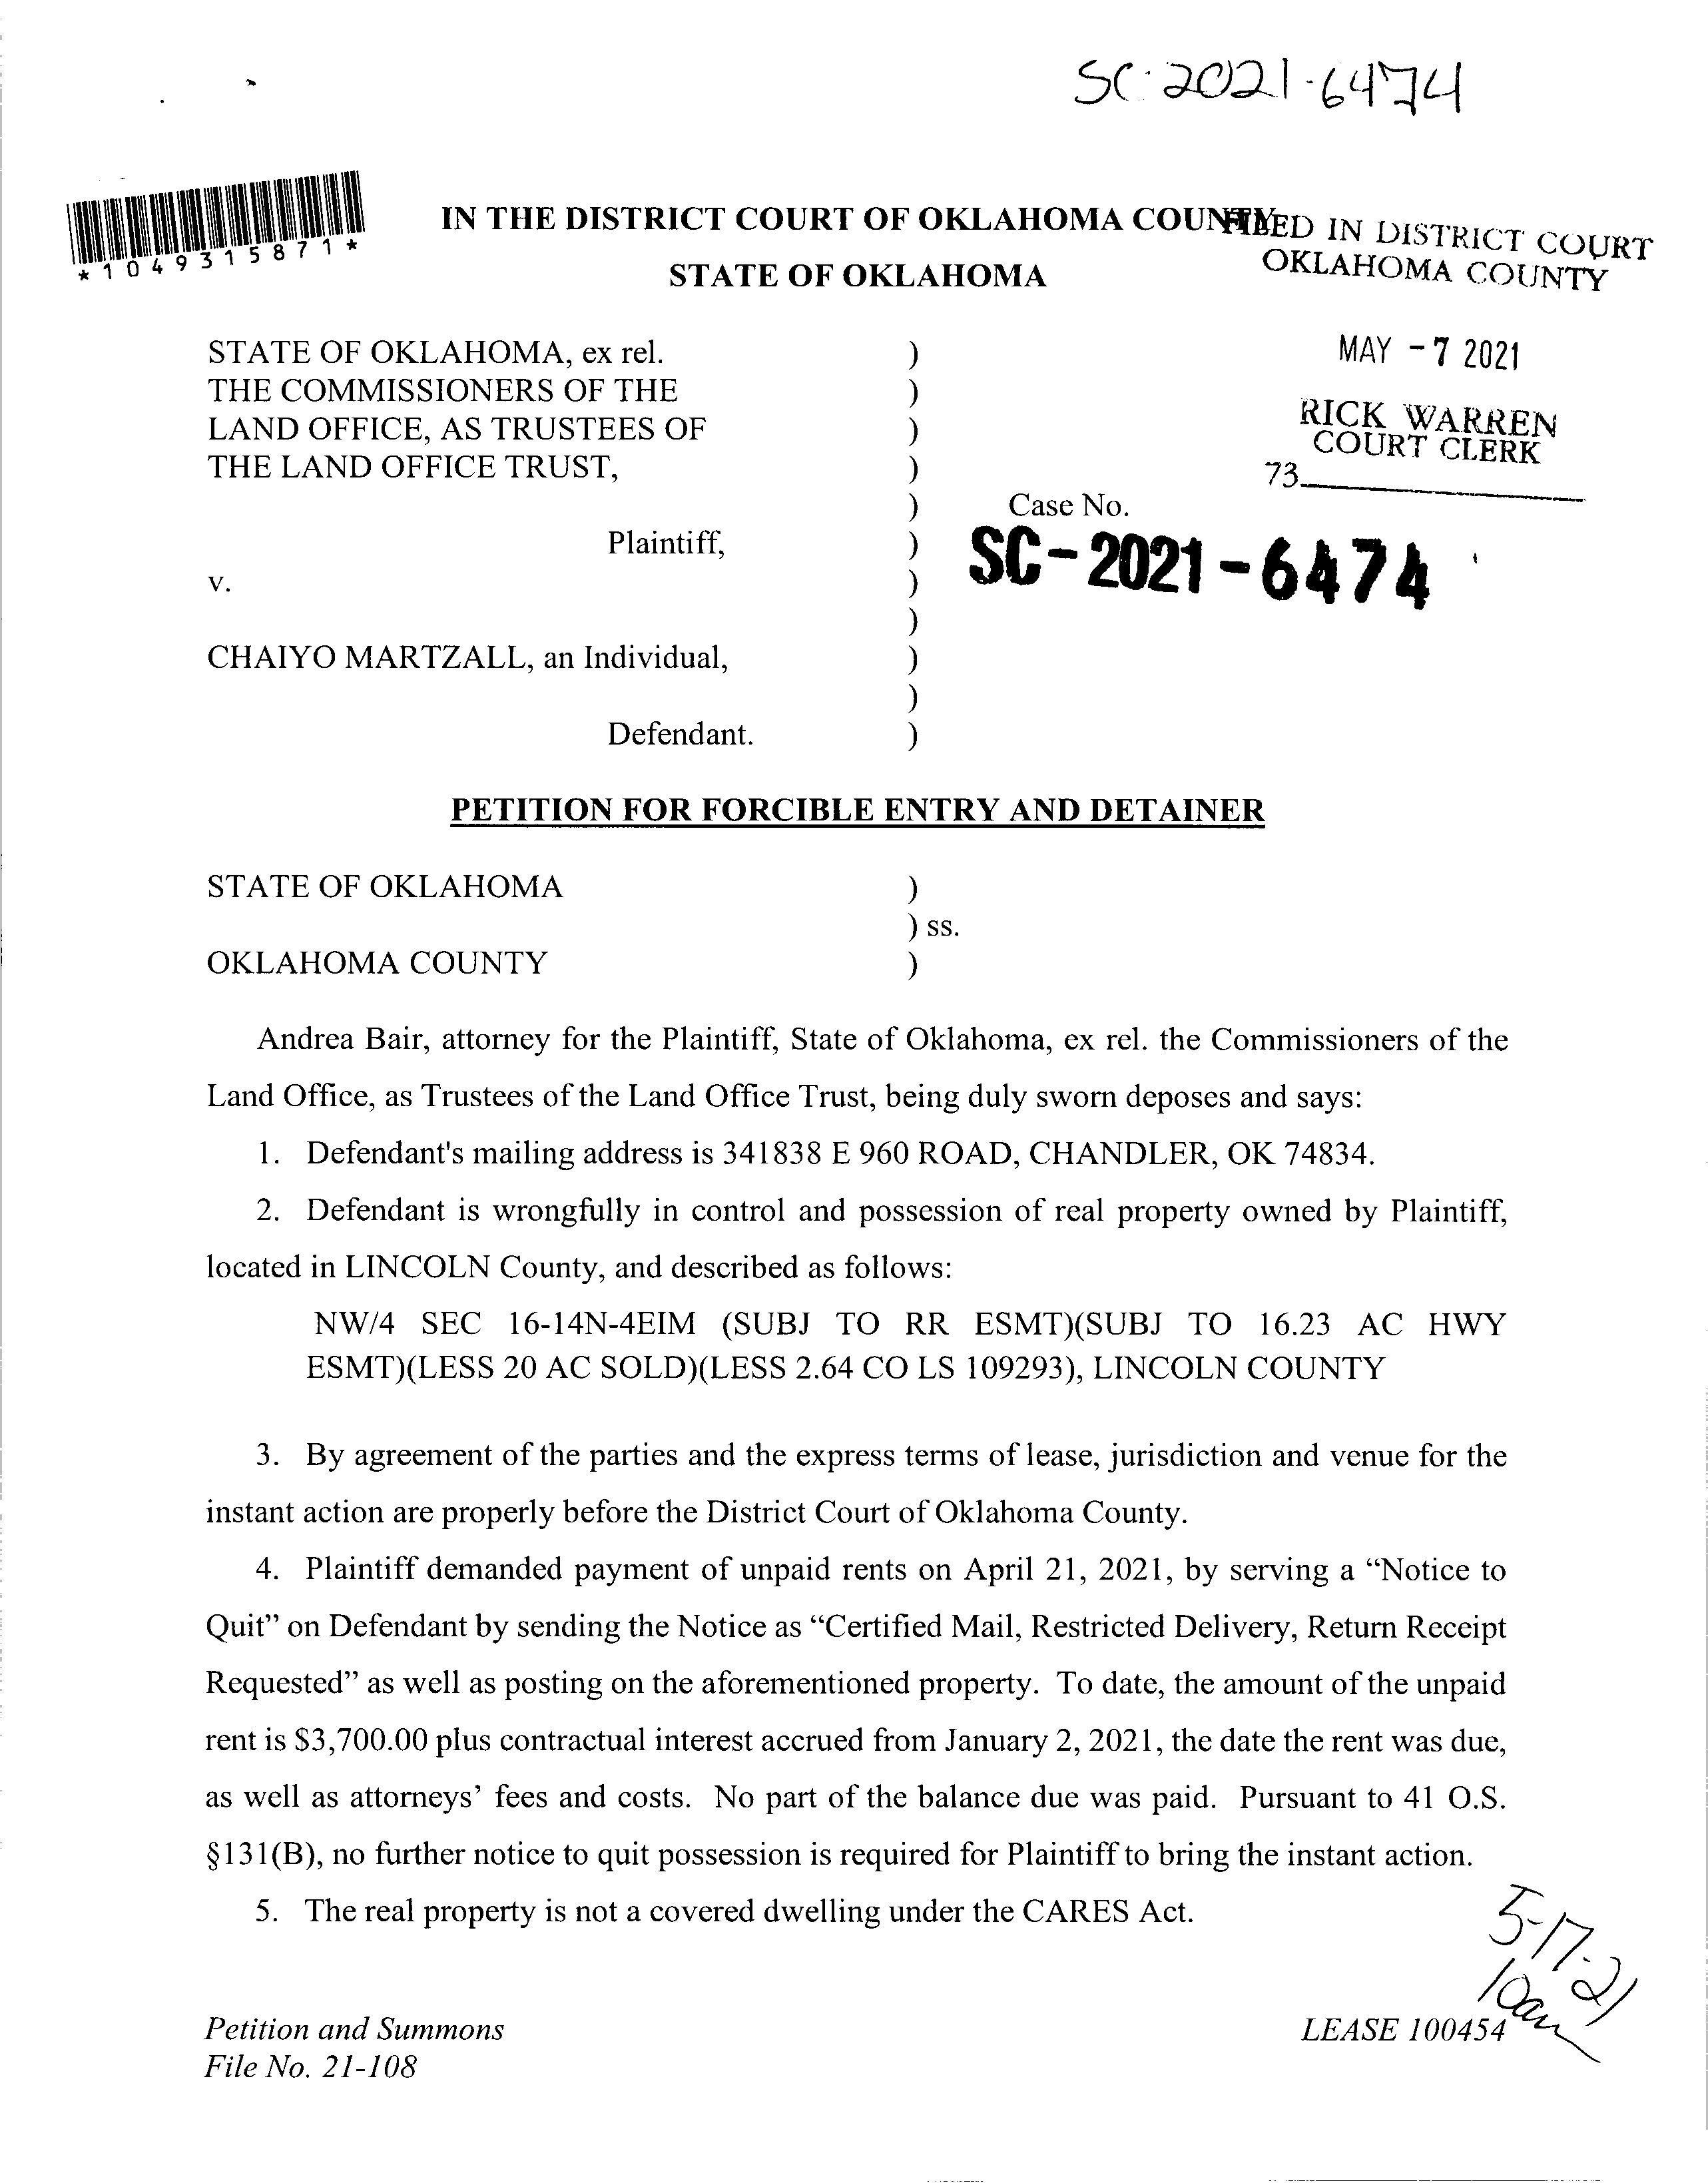 SC-2021-6474
*1049315871*
IN THE DISTRICT COURT OF OKLAHOMA COUNTY
STATE OF OKLAHOMA
FILED IN DISTRICT COURT
OKLAHOMA COUNTY
MAY -7 2021
RICK WARREN
COURT CLERK
73
STATE OF OKLAHOMA, ex rel. )
THE COMMISSIONERS OF THE )
LAND OFFICE, AS TRUSTEES OF )
THE LAND OFFICE TRUST, )
) Case No.
Plaintiff, ) SC-2021-6474
v. )
)
CHAIYO MARTZALL, an Individual, )
)
Defendant. )
PETITION FOR FORCIBLE ENTRY AND DETAINER
STATE OF OKLAHOMA )
) ss.
OKLAHOMA COUNTY )
Andrea Bair, attorney for the Plaintiff, State of Oklahoma, ex rel. the Commissioners of the
Land Office, as Trustees of the Land Office Trust, being duly sworn deposes and says:
1. Defendant's mailing address is 341838 E 960 ROAD, CHANDLER, OK 74834.
2. Defendant is wrongfully in control and possession of real property owned by Plaintiff,
located in LINCOLN County, and described as follows:
NW/4 SEC 16-14N-4EIM (SUBJ TO RR ESMT)(SUBJ TO 16.23 AC HWY
ESMT)(LESS 20 AC SOLD)(LESS 2.64 CO LS 109293), LINCOLN COUNTY
3. By agreement of the parties and the express terms of lease, jurisdiction and venue for the
instant action are properly before the District Court of Oklahoma County.
4. Plaintiff demanded payment of unpaid rents on April 21, 2021, by serving a “Notice to
Quit” on Defendant by sending the Notice as “Certified Mail, Restricted Delivery, Return Receipt
Requested” as well as posting on the aforementioned property. To date, the amount of the unpaid
rent is $3,700.00 plus contractual interest accrued from January 2, 2021, the date the rent was due,
as well as attorneys’ fees and costs. No part of the balance due was paid. Pursuant to 41 O.S.
§131(B), no further notice to quit possession is required for Plaintiff to bring the instant action.
5. The real property is not a covered dwelling under the CARES Act.
5-17-21
10am
Petition and Summons
File No. 21-108
LEASE 100454